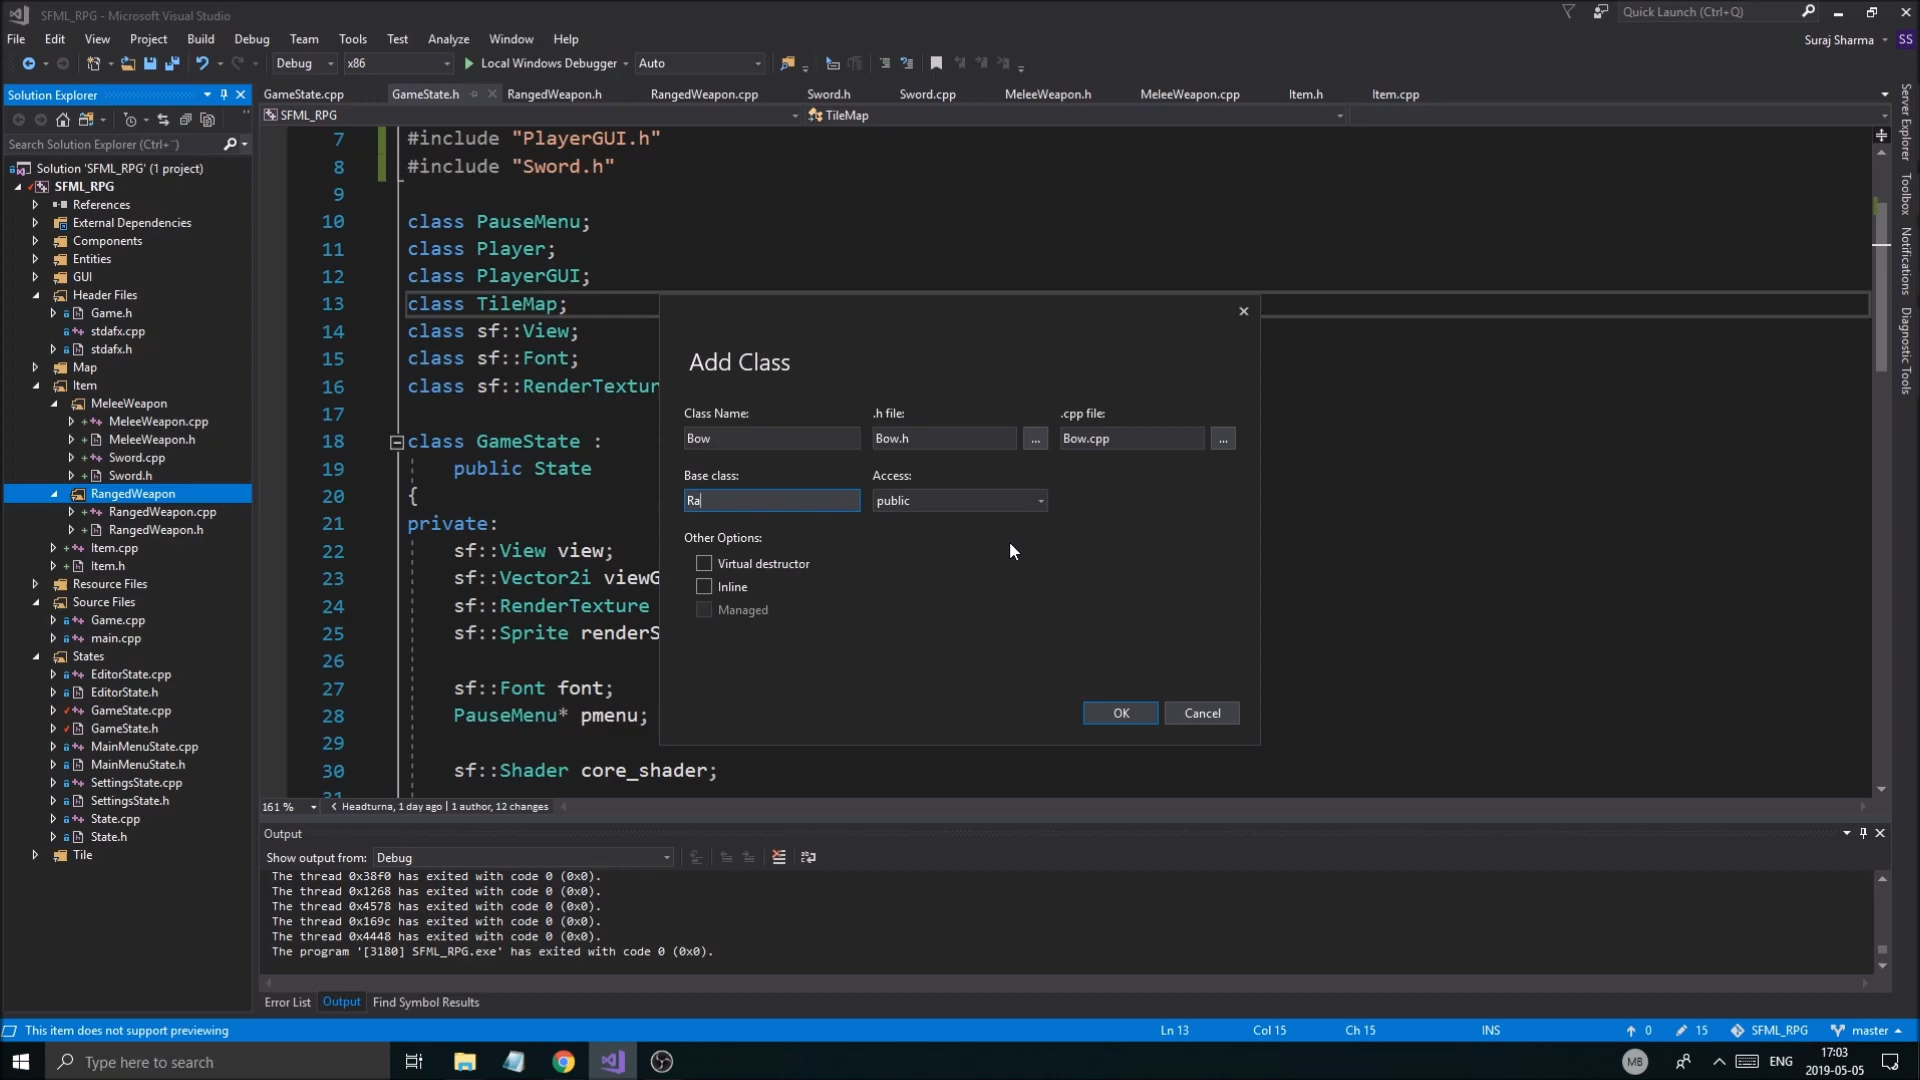 SFML_RPG - Microsoft Visual Studio
Quick Launch (Ctrl+Q)
File Edit View Project Build Debug Team Tools Test Analyze Window Help
Suraj Sharma SS
Debug x86 Local Windows Debugger Auto
Solution Explorer
Search Solution Explorer (Ctrl+¨)
Solution 'SFML_RPG' (1 project)
SFML_RPG
References
External Dependencies
Components
Entities
GUI
Header Files
Game.h
stdafx.cpp
stdafx.h
Map
Item
MeleeWeapon
MeleeWeapon.cpp
MeleeWeapon.h
Sword.cpp
Sword.h
RangedWeapon
RangedWeapon.cpp
RangedWeapon.h
Item.cpp
Item.h
Resource Files
Source Files
Game.cpp
main.cpp
States
EditorState.cpp
EditorState.h
GameState.cpp
GameState.h
MainMenuState.cpp
MainMenuState.h
SettingsState.cpp
SettingsState.h
State.cpp
State.h
Tile
GameState.cpp GameState.h RangedWeapon.h RangedWeapon.cpp Sword.h Sword.cpp MeleeWeapon.h MeleeWeapon.cpp Item.h Item.cpp
SFML_RPG TileMap
7 #include "PlayerGUI.h"
8 #include "Sword.h"
9
10 class PauseMenu;
11 class Player;
12 class PlayerGUI;
13 class TileMap;
14 class sf::View;
15 class sf::Font;
16 class sf::RenderTextur
17
18 class GameState :
19 public State
20 {
21 private:
22 sf::View view;
23 sf::Vector2i viewG
24 sf::RenderTexture
25 sf::Sprite renderS
26
27 sf::Font font;
28 PauseMenu* pmenu;
29
30 sf::Shader core_shader;
31
Add Class
Class Name: .h file: .cpp file:
Bow Bow.h ... Bow.cpp ...
Base class: Access:
Ra public
Other Options:
Virtual destructor
Inline
Managed
OK Cancel
161 % Headturna, 1 day ago | 1 author, 12 changes
Output
Show output from: Debug
The thread 0x38f0 has exited with code 0 (0x0).
The thread 0x1268 has exited with code 0 (0x0).
The thread 0x4578 has exited with code 0 (0x0).
The thread 0x169c has exited with code 0 (0x0).
The thread 0x4448 has exited with code 0 (0x0).
The program '[3180] SFML_RPG.exe' has exited with code 0 (0x0).
Error List Output Find Symbol Results
Server Explorer
Toolbox
Notifications
Diagnostic Tools
This item does not support previewing Ln 13 Col 15 Ch 15 INS 0 15 SFML_RPG master
Type here to search
MB ENG 17:03
2019-05-05